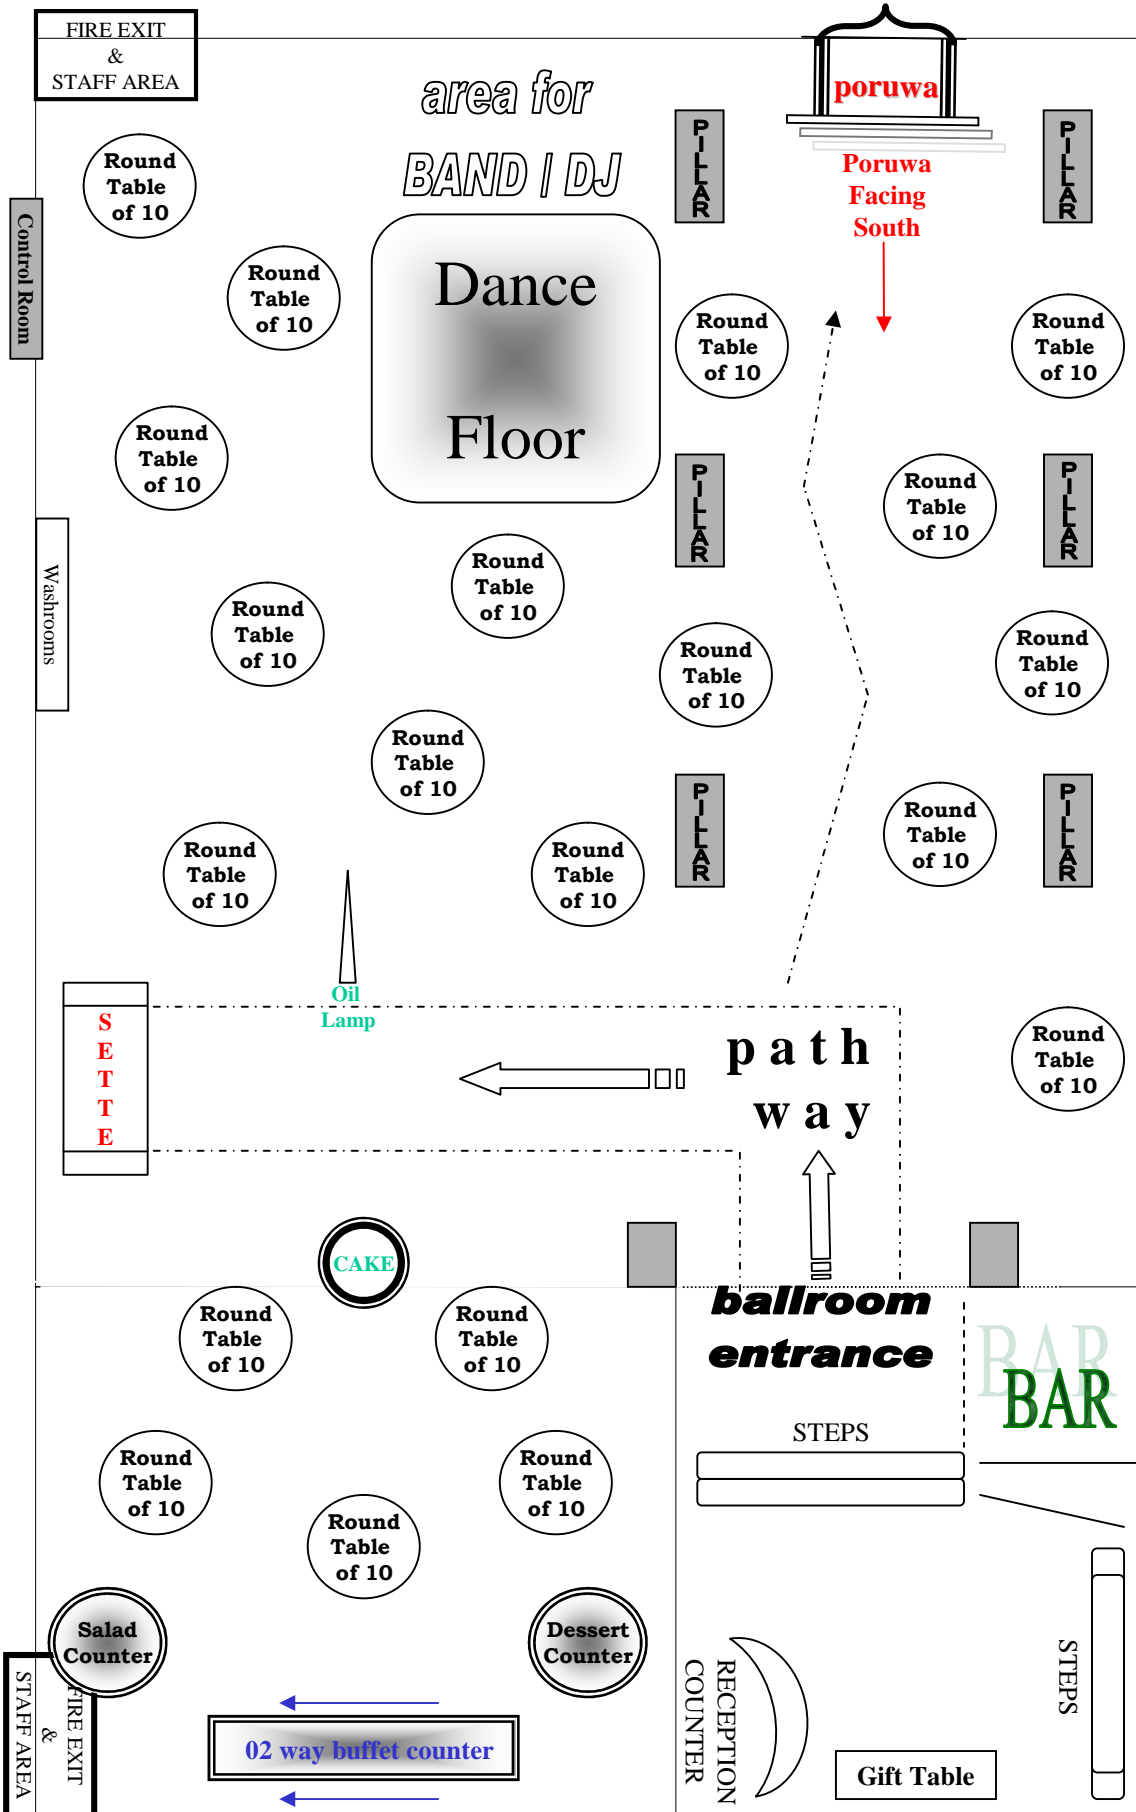 FIRE EXIT
&
STAFF AREA
area for
BAND / DJ
poruwa
Poruwa
Facing
South
PILLAR
PILLAR
Round
Table
of 10
Control Room
Round
Table
of 10
Dance
Floor
Round
Table
of 10
Round
Table
of 10
Round
Table
of 10
PILLAR
Round
Table
of 10
PILLAR
Washrooms
Round
Table
of 10
Round
Table
of 10
Round
Table
of 10
Round
Table
of 10
Round
Table
of 10
PILLAR
Round
Table
of 10
PILLAR
Round
Table
of 10
Round
Table
of 10
Oil
Lamp
SETTE
path
way
Round
Table
of 10
CAKE
ballroom
entrance
BAR
BAR
Round
Table
of 10
Round
Table
of 10
STEPS
Round
Table
of 10
Round
Table
of 10
Round
Table
of 10
Salad
Counter
Dessert
Counter
FIRE EXIT
&
STAFF AREA
02 way buffet counter
RECEPTION
COUNTER
STEPS
Gift Table